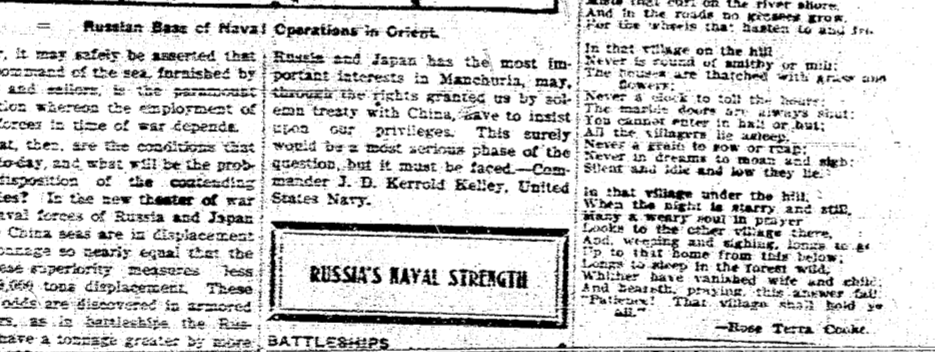 Russian Base of Naval Operations in Orient.
r, it may safely be asserted that
command of the sea, furnished by
and sailors, is the paramount
tion whereon the employment of
forces in time of war depends.
at, then, are the conditions that
to-day, and what will be the prob-
disposition of the contending
ies? In the new theater of war
aval forces of Russia and Japan
China seas are in displacement
onnage so nearly equal that the
ese superiority measures less
,000 tons displacement. These
odds are discovered in armored
rs, as in battleships the Rus-
have a tonnage greater by more
Russia and Japan has the most im-
portant interests in Manchuria, may,
through the rights granted us by sol-
emn treaty with China, have to insist
upon our privileges. This surely
would be a most serious phase of the
question, but it must be faced.—Com-
mander J. D. Kerrold Kelley, United
States Navy.
RUSSIA'S NAVAL STRENGTH
BATTLESHIPS
that curl on the river shore,
And in the roads no grasses grow,
For the wheels that hasten to and fro.
In that village on the hill
Never is sound of smithy or mill;
The houses are thatched with grass and
flowers;
Never a clock to toll the hours;
The marble doors are always shut;
You cannot enter in hall or hut;
All the villagers lie asleep;
Never a grain to sow or reap;
Never in dreams to moan and sigh;
Silent and idle and low they lie.
In that village under the hill,
When the night is starry and still,
Many a weary soul in prayer
Looks to the other village there,
And, weeping and sighing, longs to go
Up to that home from this below;
Longs to sleep in the forest wild,
Whither have vanished wife and child;
And heareth, praying, this answer fall:
"Patience! That village shall hold ye
all."
—Rose Terra Cooke.